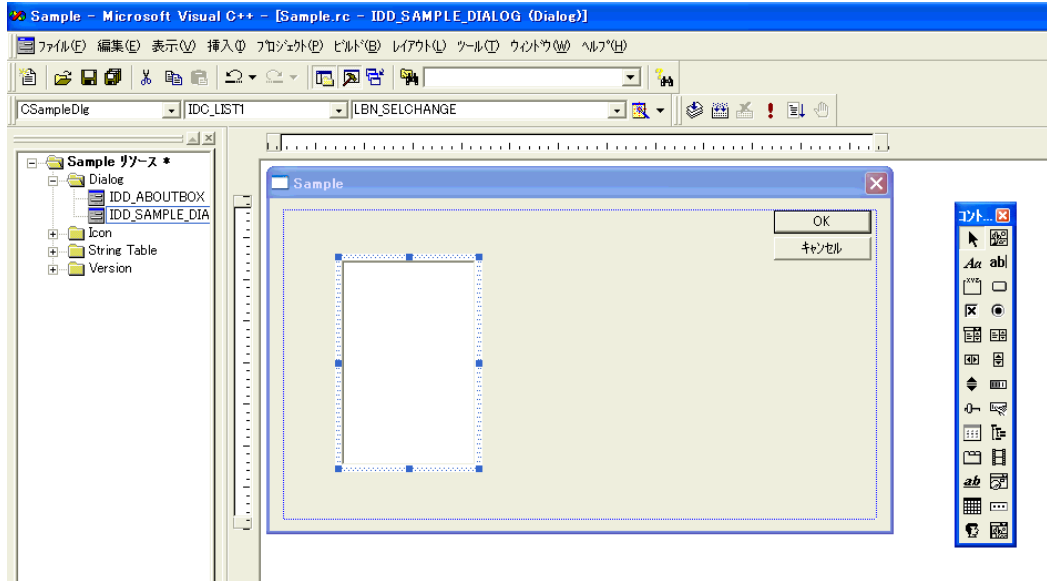 Sample - Microsoft Visual C++ - [Sample.rc - IDD_SAMPLE_DIALOG (Dialog)]
ファイル(F) 編集(E) 表示(V) 挿入(I) プロジェクト(P) ビルド(B) レイアウト(L) ツール(T) ウィンドウ(W) ヘルプ(H)
CSampleDlg IDC_LIST1 LBN_SELCHANGE
Sample リソース *
Dialog
IDD_ABOUTBOX
IDD_SAMPLE_DIA
Icon
String Table
Version
Sample
OK
キャンセル
コント...
Aa ab|
xyz
ab